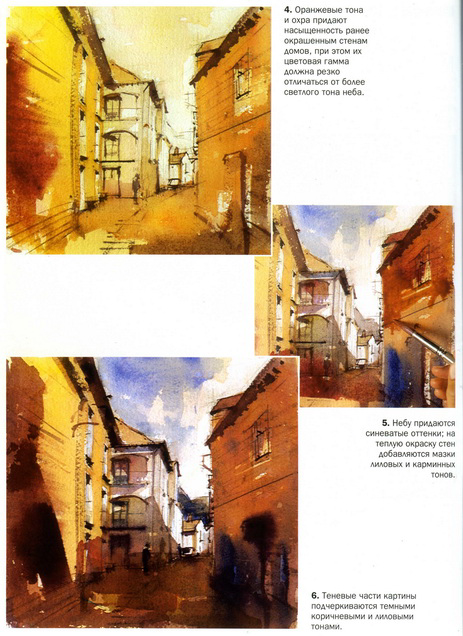 4. Оранжевые тона
и охра придают
насыщенность ранее
окрашенным стенам
домов, при этом их
цветовая гамма
должна резко
отличаться от более
светлого тона неба.
5. Небу придаются
синеватые оттенки; на
теплую окраску стен
добавляются мазки
лиловых и карминных
тонов.
6. Теневые части картины
подчеркиваются темными
коричневыми и лиловыми
тонами.